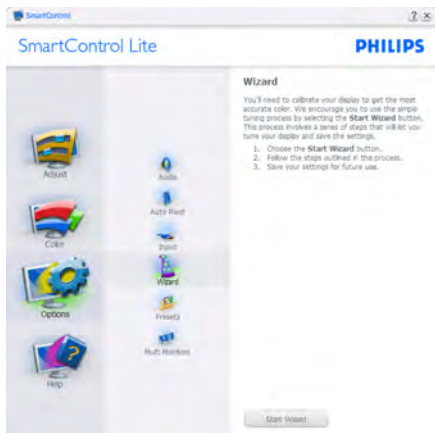 SmartControl
SmartControl Lite
PHILIPS
Wizard
You'll need to calibrate your display to get the most
accurate color. We encourage you to use the simple
tuning process by selecting the Start Wizard button.
This process involves a series of steps that will let you
tune your display and save the settings.
1. Choose the Start Wizard button.
2. Follow the steps outlined in this process.
3. Save your settings for future use.
Adjust
Color
Options
Help
Audio
Auto Pivot
Input
Wizard
Presets
Multi Monitors
Start Wizard